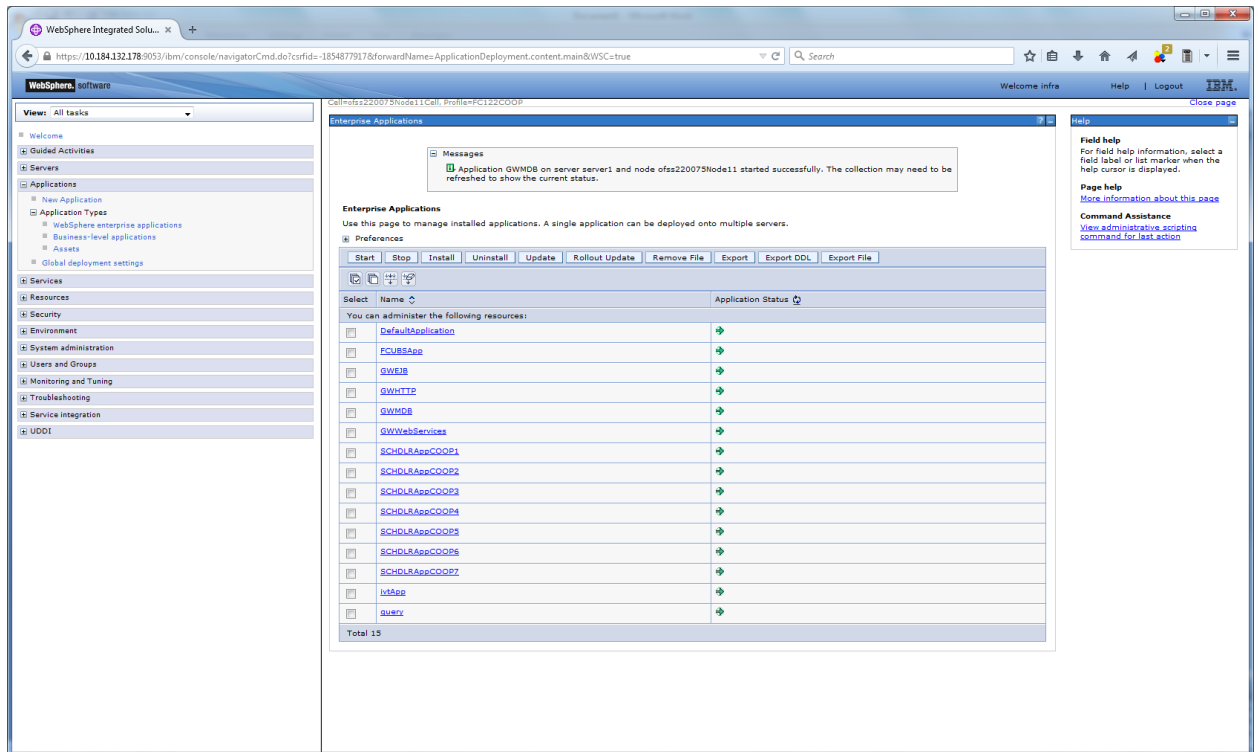 WebSphere Integrated Solu... × +
https://10.184.132.178:9053/ibm/console/navigatorCmd.do?csrfid=-1854877917&forwardName=ApplicationDeployment.content.main&WSC=true
Search
2
WebSphere. software
Welcome infra
Help | Logout
IBM.
View: All tasks
Welcome
Guided Activities
Servers
Applications
New Application
Application Types
WebSphere enterprise applications
Business-level applications
Assets
Global deployment settings
Services
Resources
Security
Environment
System administration
Users and Groups
Monitoring and Tuning
Troubleshooting
Service integration
UDDI
Cell=ofss220075Node11Cell, Profile=FC122COOP
Close page
Enterprise Applications
Messages
Application GWMDB on server server1 and node ofss220075Node11 started successfully. The collection may need to be
refreshed to show the current status.
Enterprise Applications
Use this page to manage installed applications. A single application can be deployed onto multiple servers.
Preferences
Start Stop Install Uninstall Update Rollout Update Remove File Export Export DDL Export File
Select Name Application Status
You can administer the following resources:
DefaultApplication
FCUBSApp
GWEJB
GWHTTP
GWMDB
GWWebServices
SCHDLRAppCOOP1
SCHDLRAppCOOP2
SCHDLRAppCOOP3
SCHDLRAppCOOP4
SCHDLRAppCOOP5
SCHDLRAppCOOP6
SCHDLRAppCOOP7
ivtApp
query
Total 15
Help
Field help
For field help information, select a
field label or list marker when the
help cursor is displayed.
Page help
More information about this page
Command Assistance
View administrative scripting
command for last action